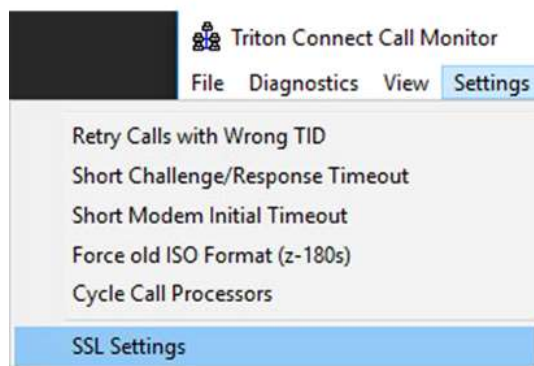 Triton Connect Call Monitor
File Diagnostics View Settings
Retry Calls with Wrong TID
Short Challenge/Response Timeout
Short Modem Initial Timeout
Force old ISO Format (z-180s)
Cycle Call Processors
SSL Settings